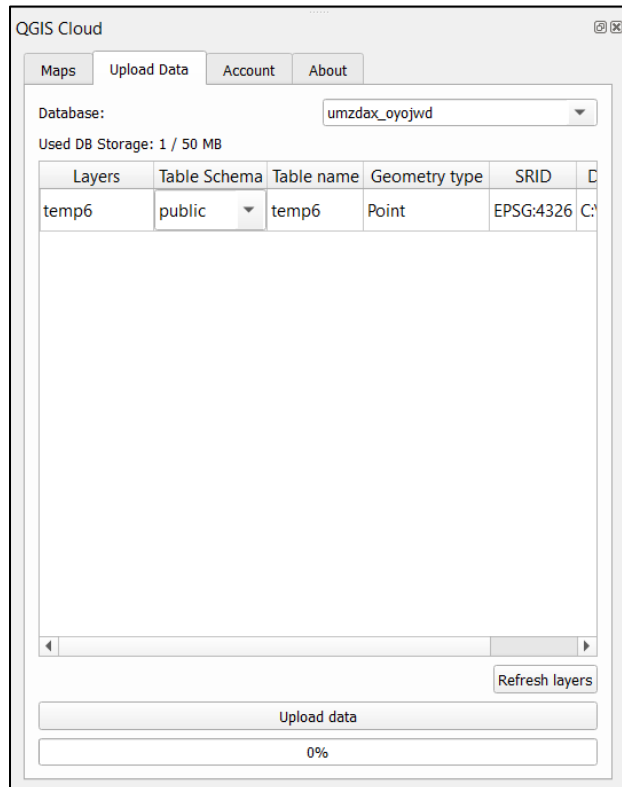 QGIS Cloud
Maps Upload Data Account About
Database: umzdax_oyojwd
Used DB Storage: 1 / 50 MB
Layers Table Schema Table name Geometry type SRID D
temp6 public temp6 Point EPSG:4326 C:\
Refresh layers
Upload data
0%